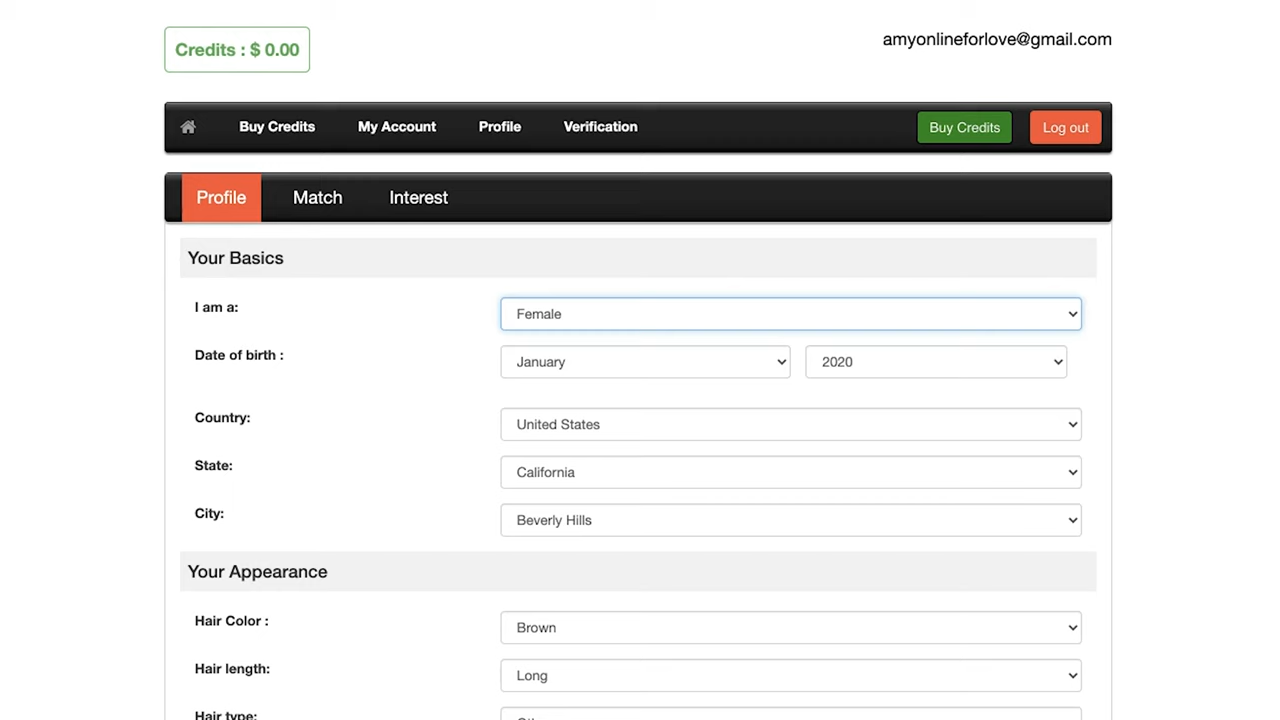 Credits : $ 0.00
amyonlineforlove@gmail.com
Buy Credits My Account Profile Verification Buy Credits Log out
Profile Match Interest
Your Basics
I am a: Female
Date of birth : January 2020
Country: United States
State: California
City: Beverly Hills
Your Appearance
Hair Color : Brown
Hair length: Long
Hair type: